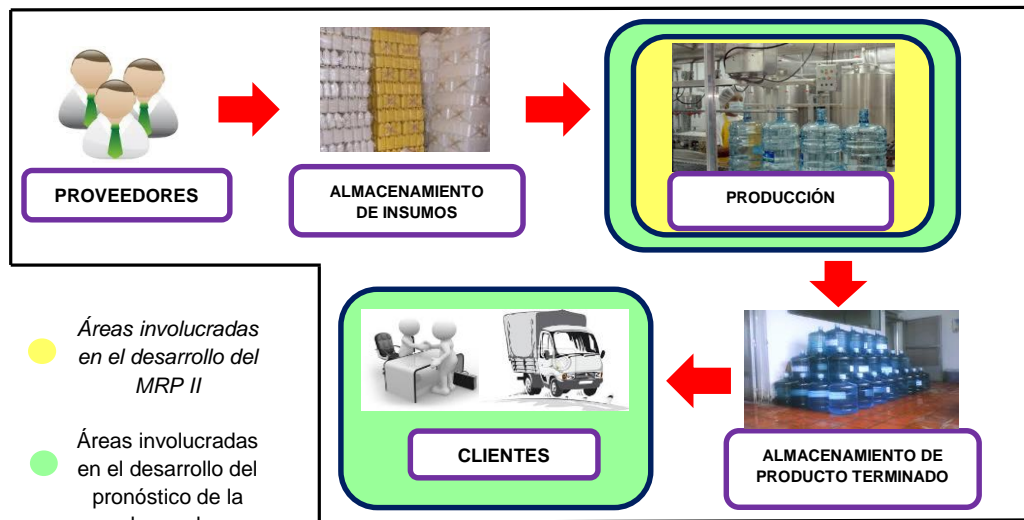 PROVEEDORES
ALMACENAMIENTO
DE INSUMOS
PRODUCCIÓN
CLIENTES
ALMACENAMIENTO DE
PRODUCTO TERMINADO
Áreas involucradas
en el desarrollo del
MRP II
Áreas involucradas
en el desarrollo del
pronóstico de la